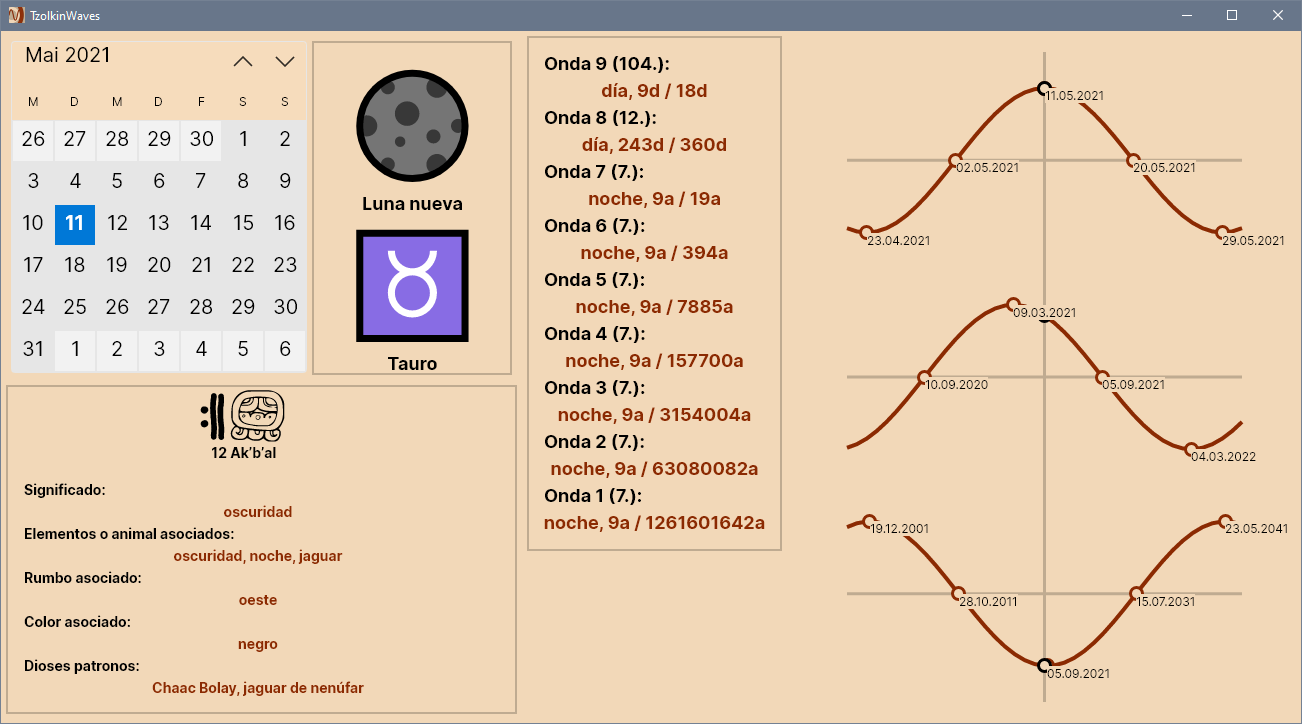 TzolkinWaves
Mai 2021
M D M D F S S
26 27 28 29 30 1 2
3 4 5 6 7 8 9
10 11 12 13 14 15 16
17 18 19 20 21 22 23
24 25 26 27 28 29 30
31 1 2 3 4 5 6
Luna nueva
Tauro
12 Ak'b'al
Significado:
oscuridad
Elementos o animal asociados:
oscuridad, noche, jaguar
Rumbo asociado:
oeste
Color asociado:
negro
Dioses patronos:
Chaac Bolay, jaguar de nenúfar
Onda 9 (104.):
día, 9d / 18d
Onda 8 (12.):
día, 243d / 360d
Onda 7 (7.):
noche, 9a / 19a
Onda 6 (7.):
noche, 9a / 394a
Onda 5 (7.):
noche, 9a / 7885a
Onda 4 (7.):
noche, 9a / 157700a
Onda 3 (7.):
noche, 9a / 3154004a
Onda 2 (7.):
noche, 9a / 63080082a
Onda 1 (7.):
noche, 9a / 1261601642a
11.05.2021
02.05.2021
20.05.2021
23.04.2021
29.05.2021
09.03.2021
10.09.2020
05.09.2021
04.03.2022
19.12.2001
23.05.2041
28.10.2011
15.07.2031
05.09.2021